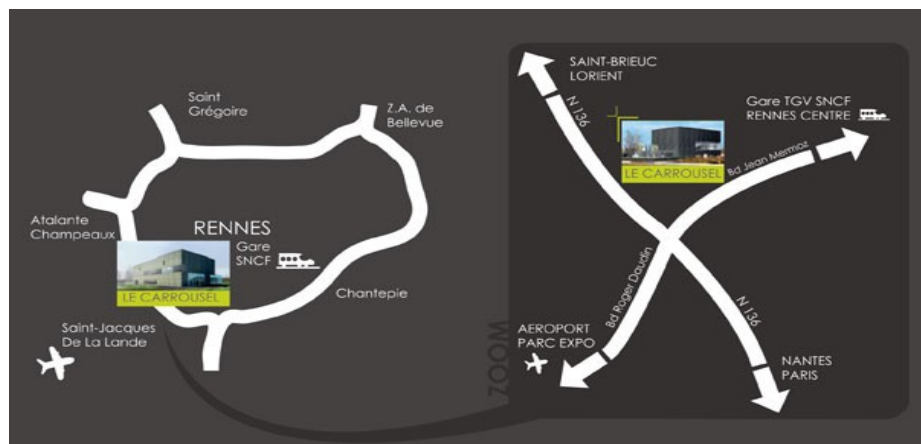 Saint
Grégoire
Z.A. de
Bellevue
Atalante
Champeaux
RENNES
Gare
SNCF
LE CARROUSEL
Chantepie
Saint-Jacques
De La Lande
ZOOM
SAINT-BRIEUC
LORIENT
N 136
Gare TGV SNCF
RENNES CENTRE
LE CARROUSEL
Bd Jean Mermoz
Bd Roger Daudin
N 136
AEROPORT
PARC EXPO
NANTES
PARIS